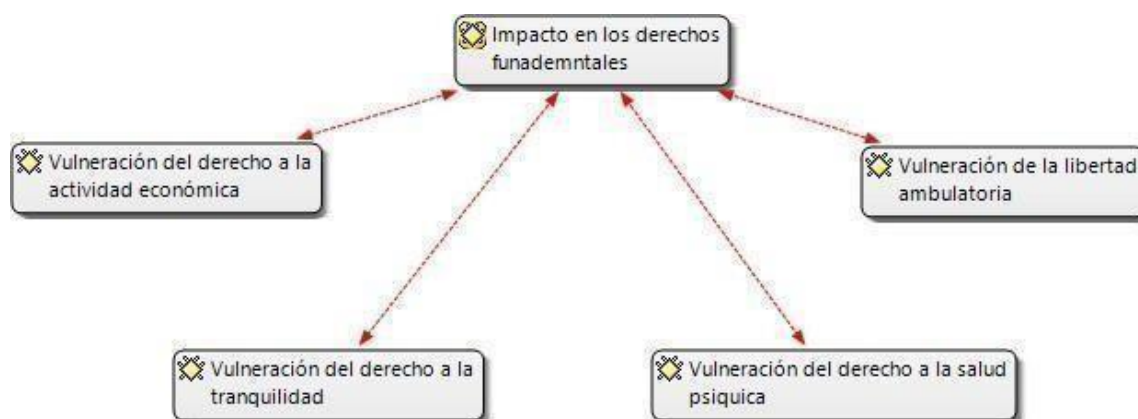 Impacto en los derechos
funademntales
Vulneración del derecho a la
actividad económica
Vulneración de la libertad
ambulatoria
Vulneración del derecho a la
tranquilidad
Vulneración del derecho a la salud
psiquica